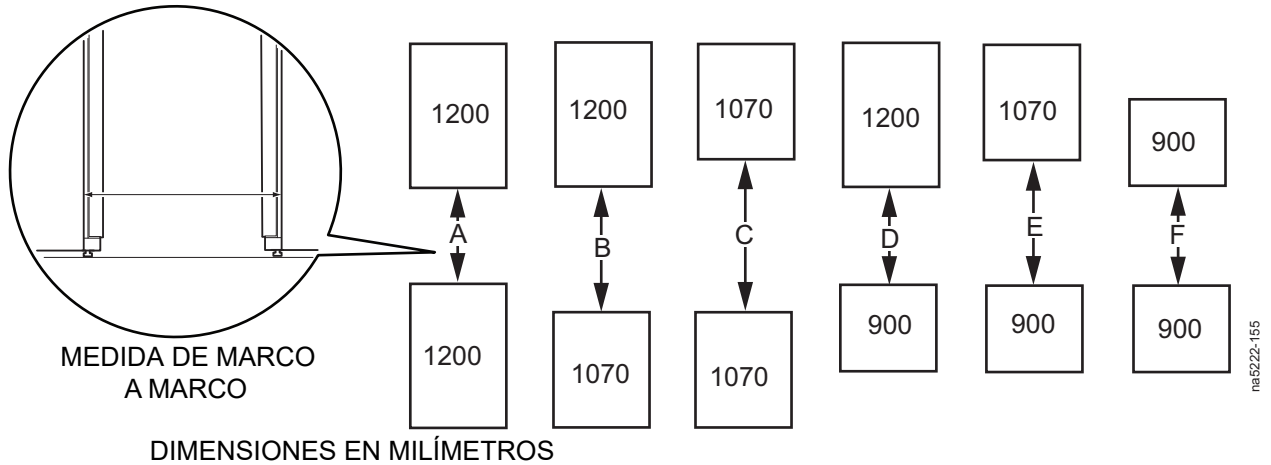 1200
1200
1070
1200
1070
900
A
B
C
D
E
F
1200
1070
1070
900
900
900
MEDIDA DE MARCO
A MARCO
DIMENSIONES EN MILÍMETROS
na5222-155